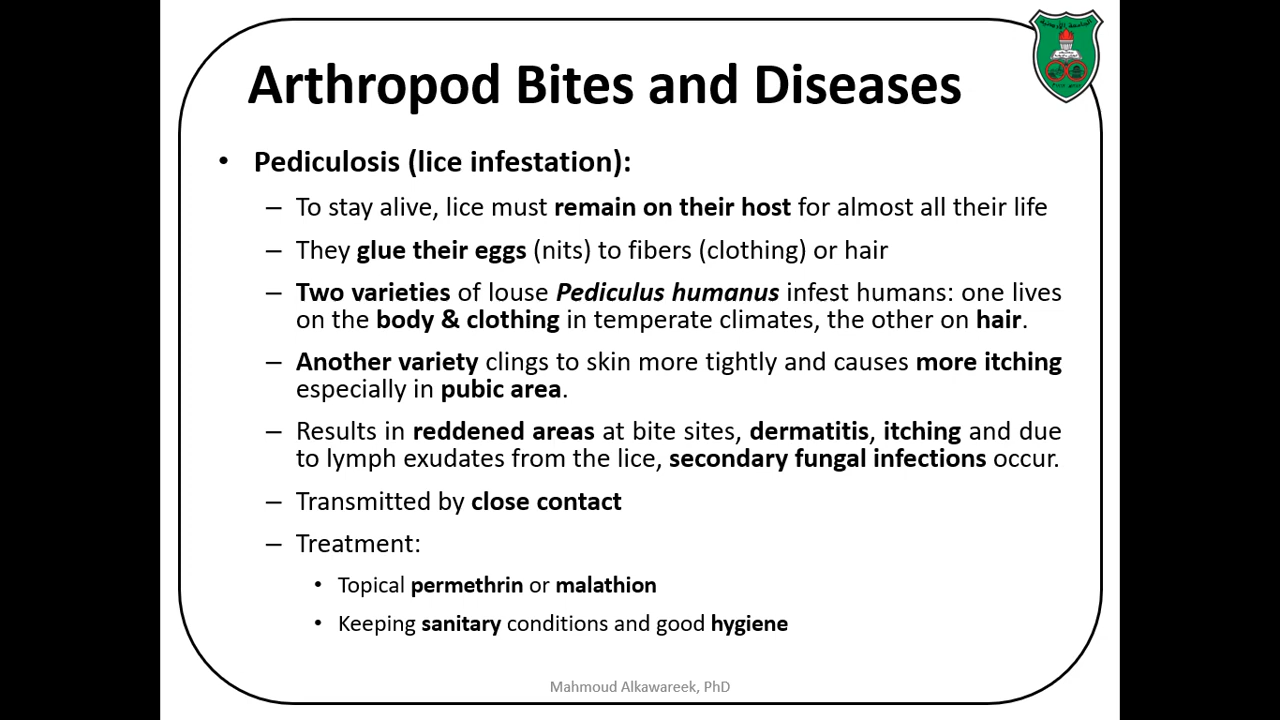 Arthropod Bites and Diseases
• Pediculosis (lice infestation):
– To stay alive, lice must remain on their host for almost all their life
– They glue their eggs (nits) to fibers (clothing) or hair
– Two varieties of louse Pediculus humanus infest humans: one lives
on the body & clothing in temperate climates, the other on hair.
– Another variety clings to skin more tightly and causes more itching
especially in pubic area.
– Results in reddened areas at bite sites, dermatitis, itching and due
to lymph exudates from the lice, secondary fungal infections occur.
– Transmitted by close contact
– Treatment:
• Topical permethrin or malathion
• Keeping sanitary conditions and good hygiene
Mahmoud Alkawareek, PhD